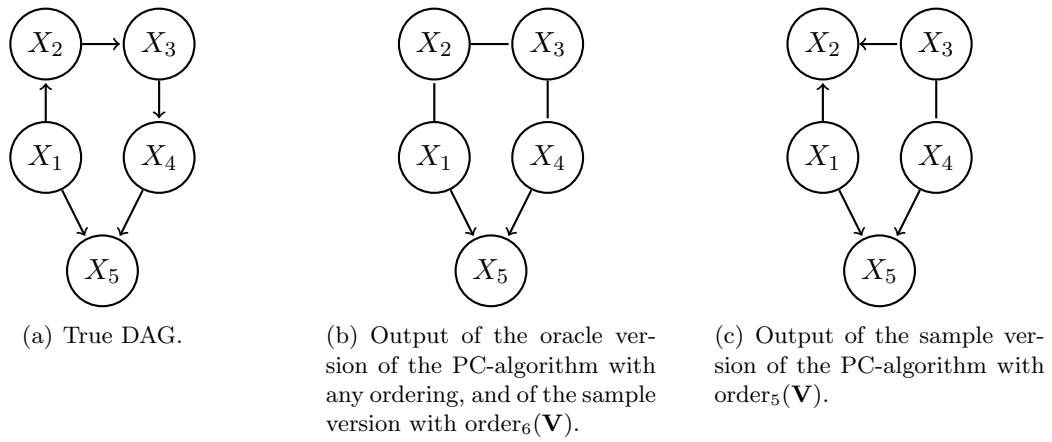 X₂ X₃ X₂ X₃ X₂ X₃
X₁ X₄ X₁ X₄ X₁ X₄
X₅ X₅ X₅
(a) True DAG.
(b) Output of the oracle ver-
sion of the PC-algorithm with
any ordering, and of the sample
version with order₆(V).
(c) Output of the sample ver-
sion of the PC-algorithm with
order₅(V).